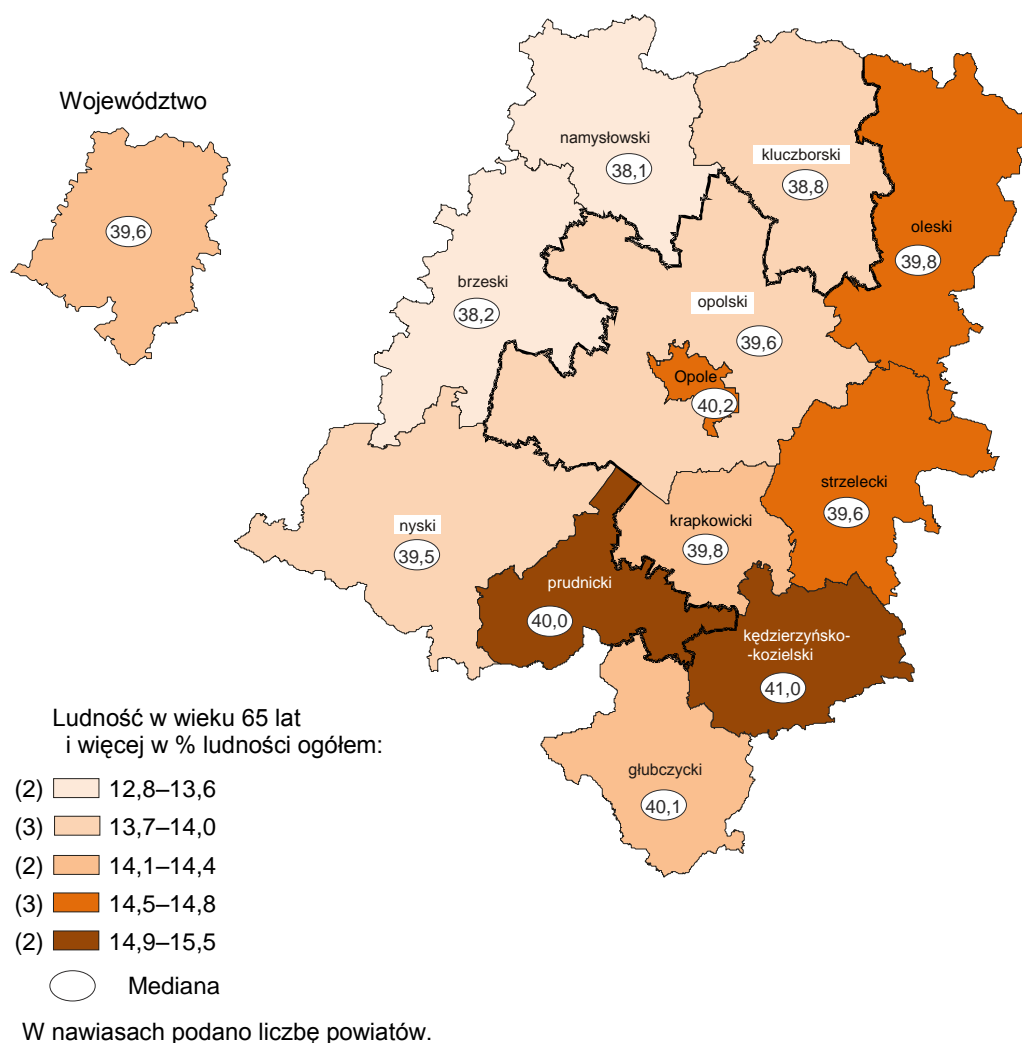 Województwo
39,6
namysłowski
38,1
kluczborski
38,8
oleski
39,8
brzeski
38,2
opolski
39,6
Opole
40,2
strzelecki
39,6
nyski
39,5
krapkowicki
39,8
prudnicki
40,0
kędzierzyńsko-
-kozielski
41,0
głubczycki
40,1
Ludność w wieku 65 lat
i więcej w % ludności ogółem:
(2) 12,8–13,6
(3) 13,7–14,0
(2) 14,1–14,4
(3) 14,5–14,8
(2) 14,9–15,5
Mediana
W nawiasach podano liczbę powiatów.